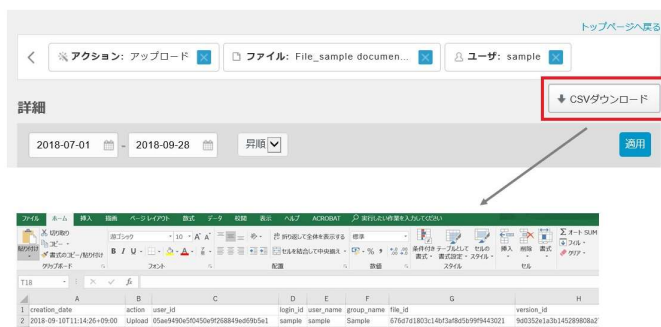 トップページへ戻る
アクション: アップロード ファイル: File_sample documen... ユーザ: sample
CSVダウンロード
詳細
2018-07-01 - 2018-09-28 昇順 適用
ファイル ホーム 挿入 描画 ページレイアウト 数式 データ 校閲 表示 ヘルプ ACROBAT 実行したい作業を入力してください
切り取り 游ゴシック 10 A A 折り返して全体を表示する 標準 オート SUM
貼り付け コピー 条件付き書式 テーブルとして書式設定 セルのスタイル 挿入 削除 書式 フィル
書式のコピー/貼り付け B I U セルを結合して中央揃え % クリア
クリップボード フォント 配置 数値 スタイル セル
T18 fx
A B C D E F G H
1 creation_date action user_id login_id user_name group_name file_id version_id
2 2018-09-10T11:14:26+09:00 Upload 05ae9490e5f0450e9f268849ed69b5e1 sample sample Sample 676d7d1803c14bf3af8d5b99f9443021 9d0352e1a3b145289808a2